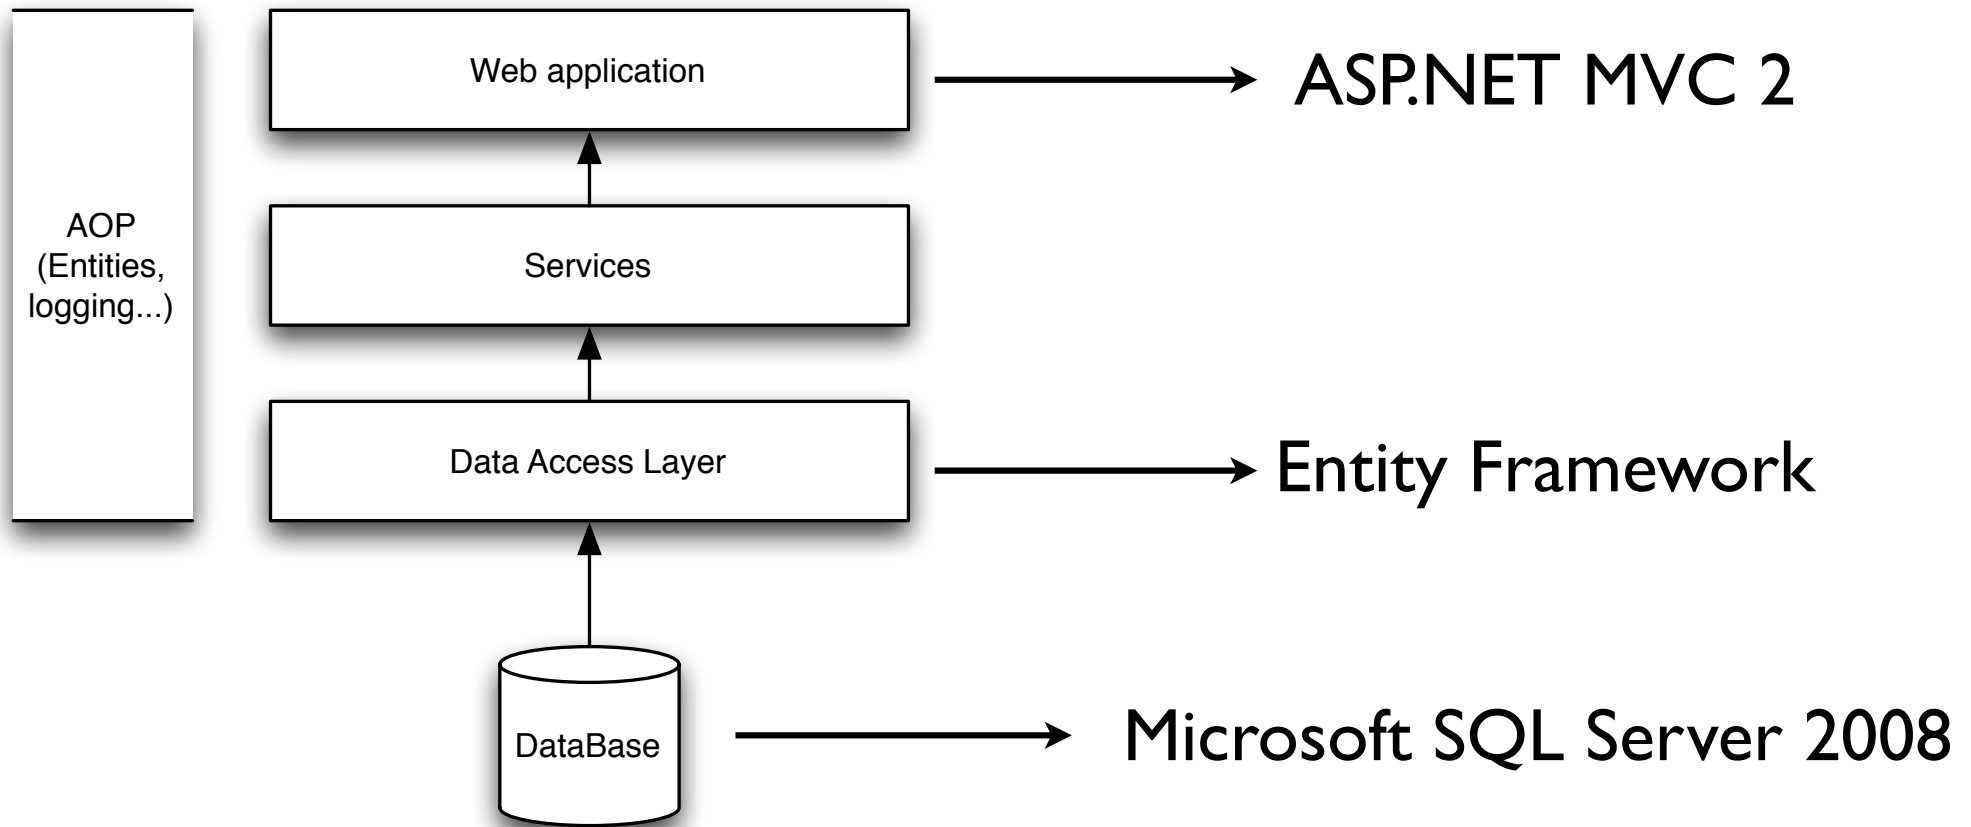 Web application
ASP.NET MVC 2
AOP
(Entities,
logging...)
Services
Data Access Layer
Entity Framework
DataBase
Microsoft SQL Server 2008